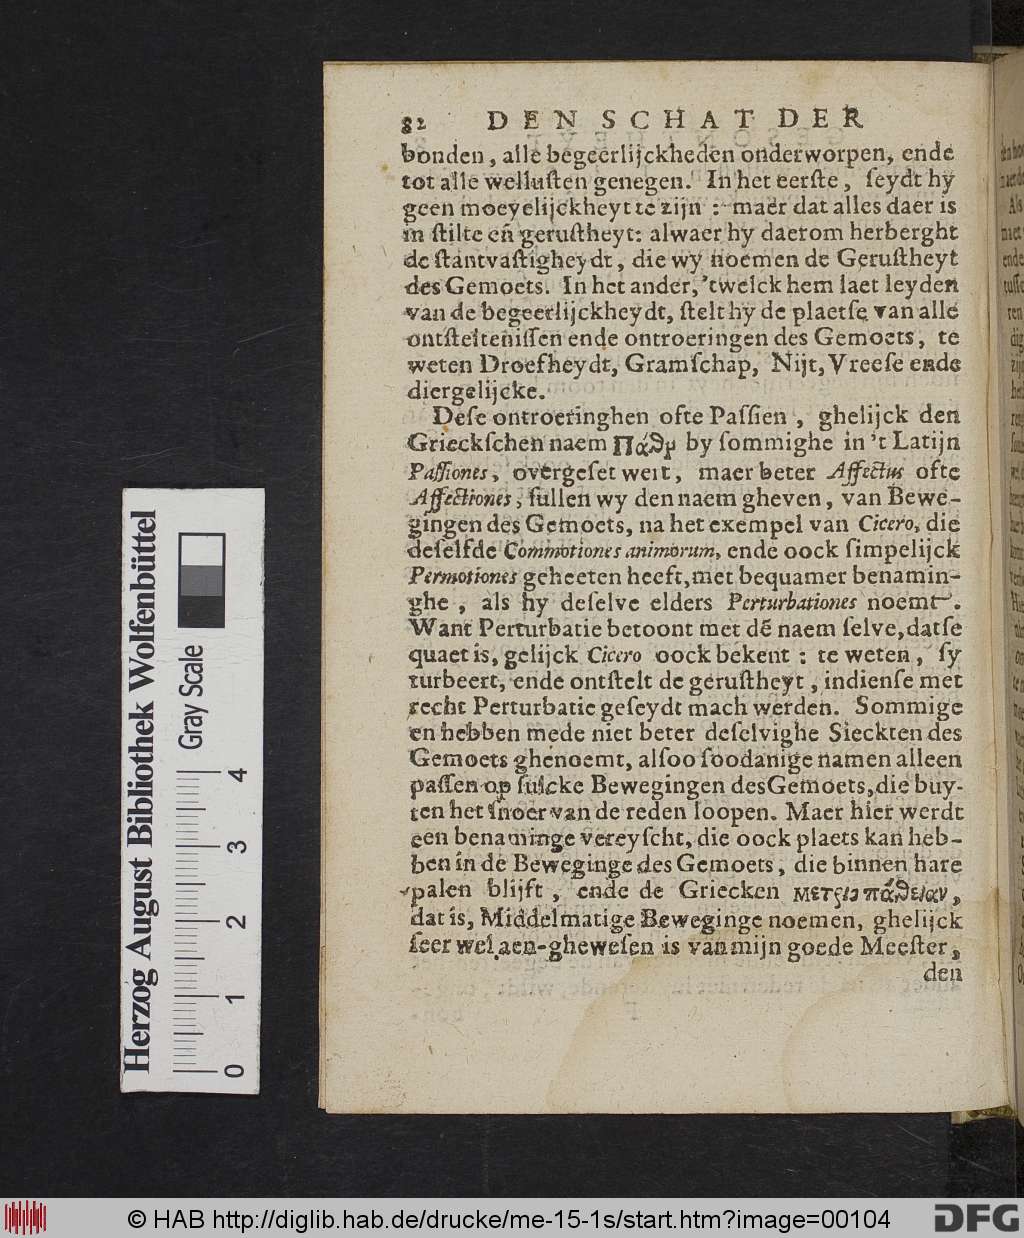 82 DEN SCHAT DER
bonden, alle begeerlijckheden onderworpen, ende
tot alle wellusten genegen. In het eerste, seydt hy
geen moeyelijckheyt te zijn : maer dat alles daer is
in stilte en̄ gerustheyt: alwaer hy daerom herberght
de stantvastigheydt, die wy noemen de Gerustheyt
des Gemoets. In het ander, 'twelck hem laet leyden
van de begeerlijckheydt, stelt hy de plaetse van alle
ontsteltenissen ende ontroeringen des Gemoets, te
weten Droefheydt, Gramschap, Nijt, Vreese ende
diergelijcke.
Dese ontroeringhen ofte Passien, ghelijck den
Grieckschen naem Πάθη by sommighe in 't Latijn
Passiones, overgeset wert, maer beter Affectus ofte
Affectiones, sullen wy den naem gheven, van Bewe-
gingen des Gemoets, na het exempel van Cicero, die
deselfde Commotiones animorum, ende oock simpelijck
Permotiones geheeten heeft, met bequamer benamin-
ghe, als hy deselve elders Perturbationes noemt.
Want Perturbatie betoont met dē naem selve, datse
quaet is, gelijck Cicero oock bekent : te weten, sy
turbeert, ende ontstelt de gerustheyt, indiense met
recht Perturbatie geseydt mach werden. Sommige
en hebben mede niet beter deselvighe Sieckten des
Gemoets ghenoemt, alsoo soodanige namen alleen
passen op sulcke Bewegingen des Gemoets, die buy-
ten het snoer van de reden loopen. Maer hier werdt
een benaminge vereyscht, die oock plaets kan heb-
ben in de Beweginge des Gemoets, die binnen hare
palen blijft, ende de Griecken μετριοπάθειαν,
dat is, Middelmatige Beweginge noemen, ghelijck
seer wel aen-ghewesen is van mijn goede Meester,
den
Herzog August Bibliothek Wolfenbüttel
Gray Scale
0 1 2 3 4
© HAB http://diglib.hab.de/drucke/me-15-1s/start.htm?image=00104
DFG